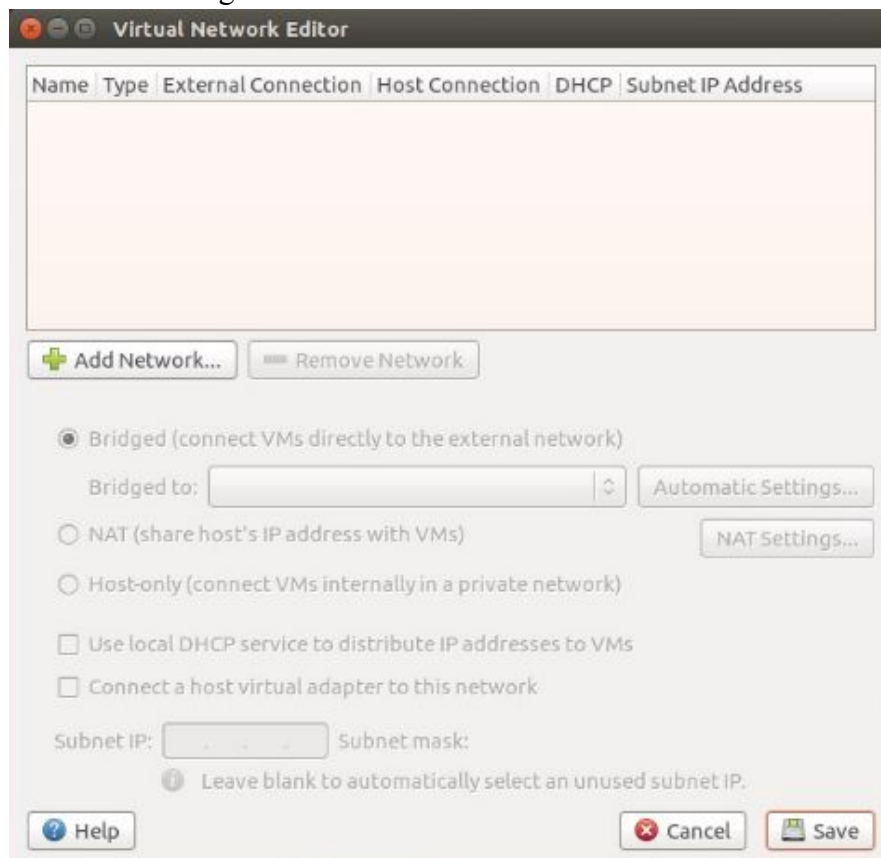 Virtual Network Editor
Name Type External Connection Host Connection DHCP Subnet IP Address
Add Network... Remove Network
Bridged (connect VMs directly to the external network)
Bridged to: Automatic Settings...
NAT (share host's IP address with VMs) NAT Settings...
Host-only (connect VMs internally in a private network)
Use local DHCP service to distribute IP addresses to VMs
Connect a host virtual adapter to this network
Subnet IP: . . . Subnet mask:
Leave blank to automatically select an unused subnet IP.
Help Cancel Save